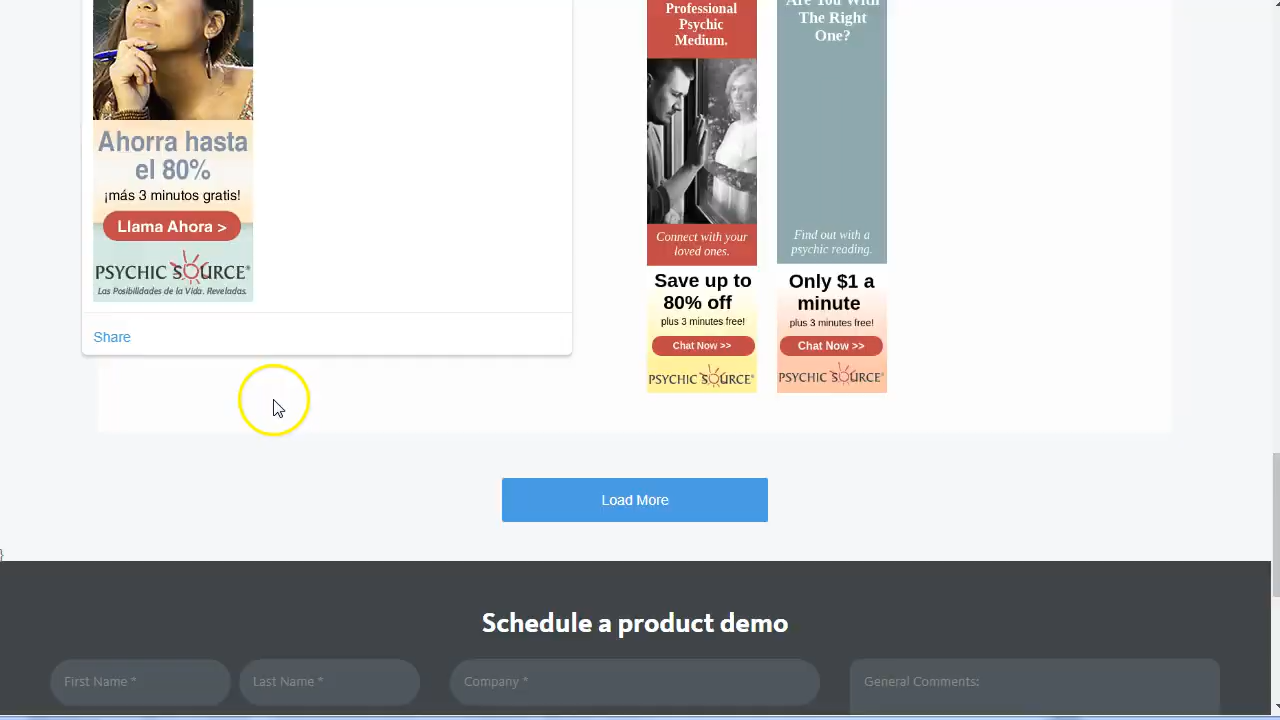 Ahorra hasta
el 80%
¡más 3 minutos gratis!
Llama Ahora >
PSYCHIC SOURCE®
Las Posibilidades de la Vida. Reveladas.
Share
Professional
Psychic
Medium.
Connect with your
loved ones.
Save up to
80% off
plus 3 minutes free!
Chat Now >>
PSYCHIC SOURCE®
Are You With
The Right
One?
Find out with a
psychic reading.
Only $1 a
minute
plus 3 minutes free!
Chat Now >>
PSYCHIC SOURCE®
Load More
}
Schedule a product demo
First Name *
Last Name *
Company *
General Comments: